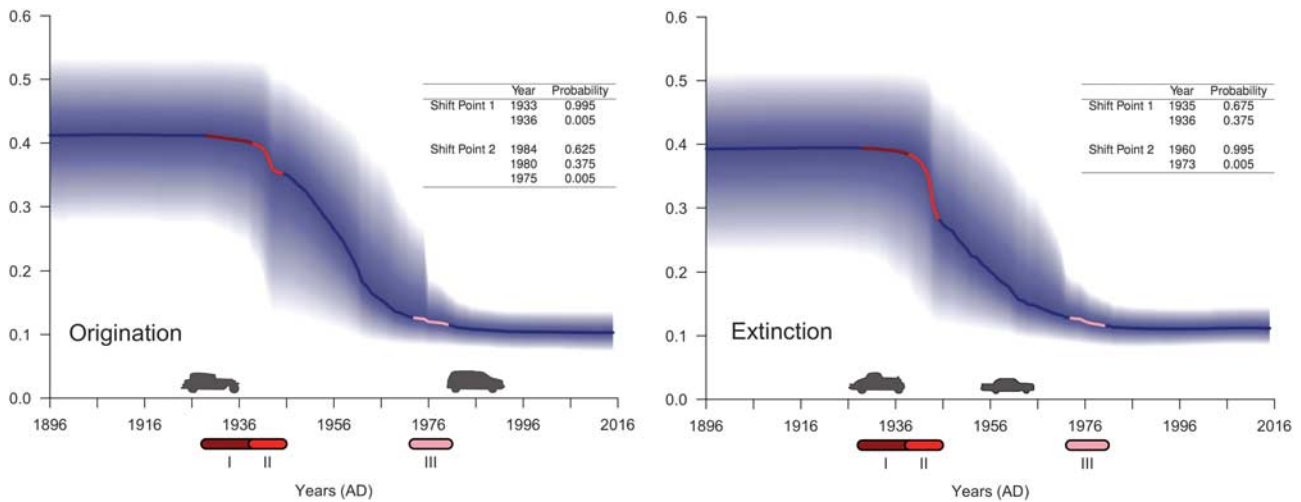 0.6
0.5
0.4
0.3
0.2
0.1
0.0
Year Probability
Shift Point 1 1933 0.995
1936 0.005
Shift Point 2 1984 0.625
1980 0.375
1975 0.005
Origination
1896 1916 1936 1956 1976 1996 2016
I II III
Years (AD)
0.6
0.5
0.4
0.3
0.2
0.1
0.0
Year Probability
Shift Point 1 1935 0.675
1936 0.375
Shift Point 2 1960 0.995
1973 0.005
Extinction
1896 1916 1936 1956 1976 1996 2016
I II III
Years (AD)